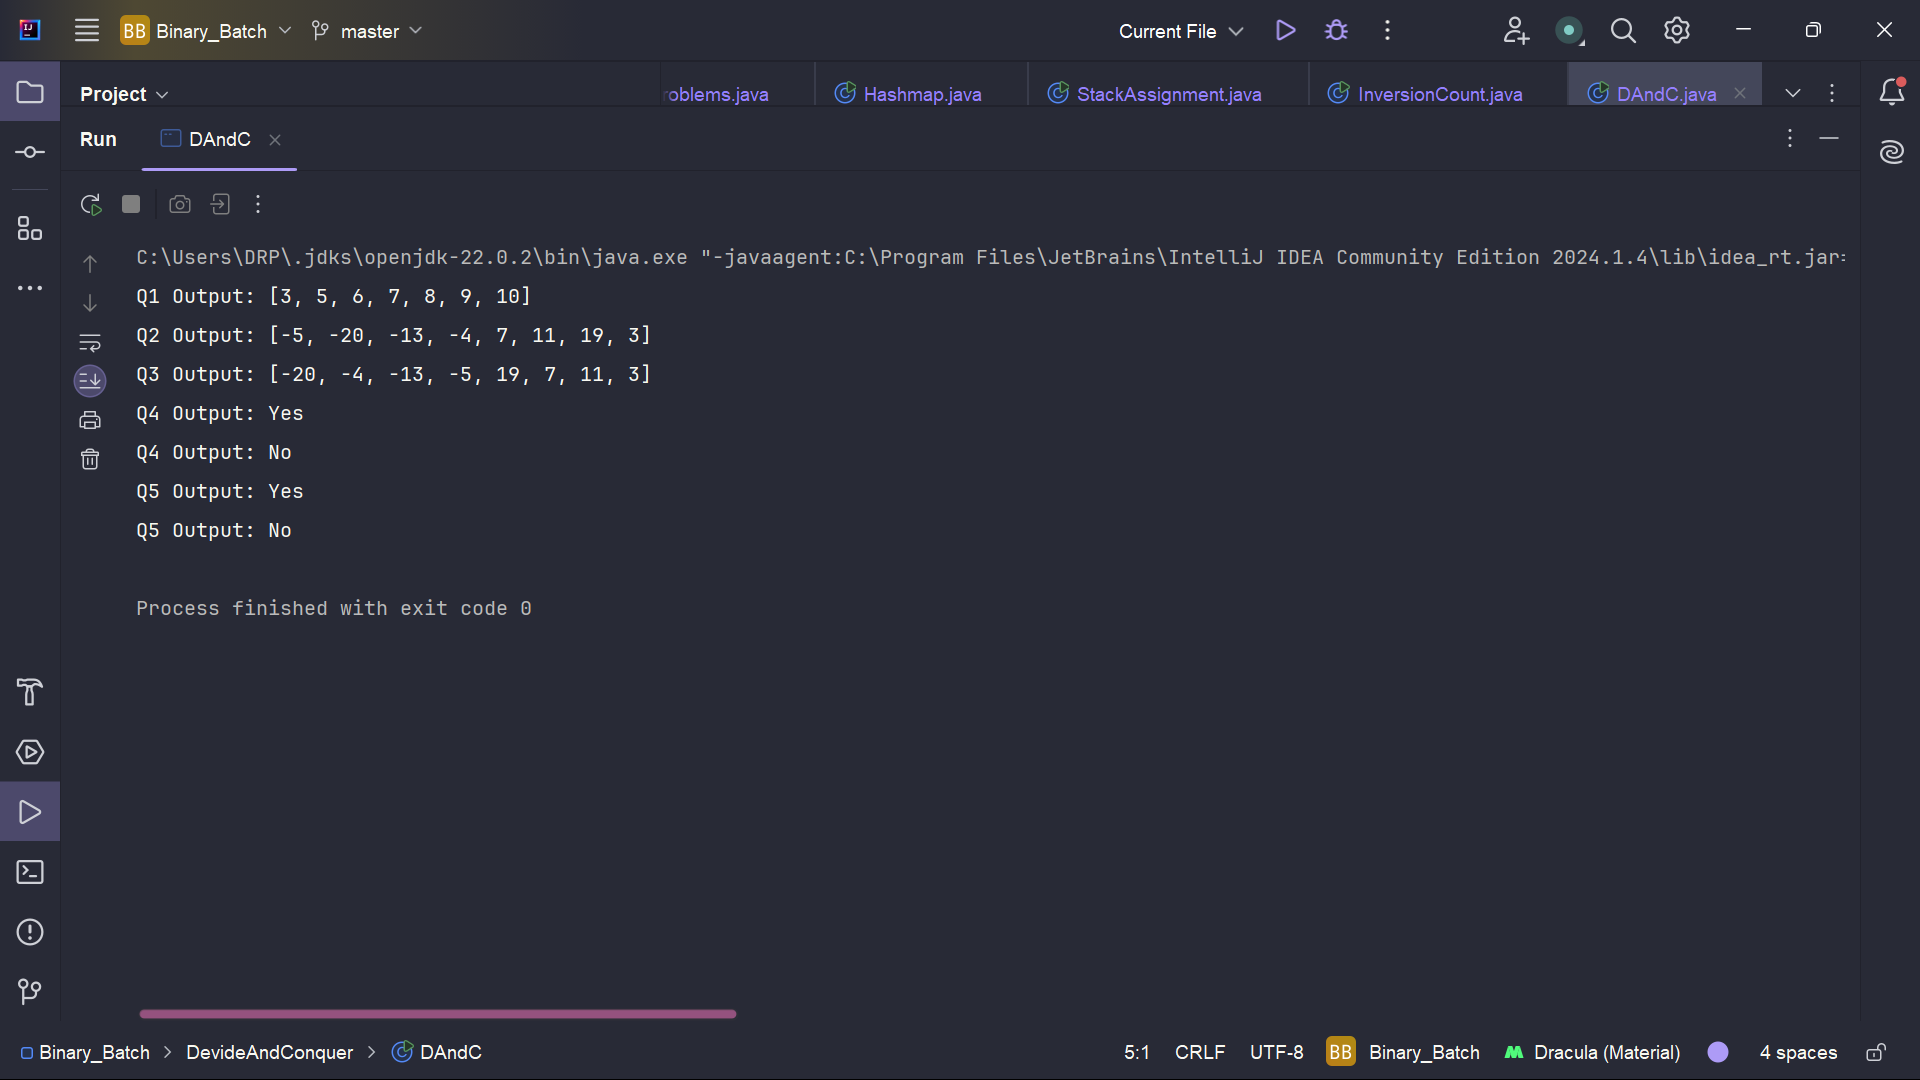 BB Binary_Batch master Current File
Project oblems.java Hashmap.java StackAssignment.java InversionCount.java DAndC.java
Run DAndC
C:\Users\DRP\.jdks\openjdk-22.0.2\bin\java.exe "-javaagent:C:\Program Files\JetBrains\IntelliJ IDEA Community Edition 2024.1.4\lib\idea_rt.jar=
Q1 Output: [3, 5, 6, 7, 8, 9, 10]
Q2 Output: [-5, -20, -13, -4, 7, 11, 19, 3]
Q3 Output: [-20, -4, -13, -5, 19, 7, 11, 3]
Q4 Output: Yes
Q4 Output: No
Q5 Output: Yes
Q5 Output: No
Process finished with exit code 0
Binary_Batch > DevideAndConquer > DAndC 5:1 CRLF UTF-8 BB Binary_Batch Dracula (Material) 4 spaces